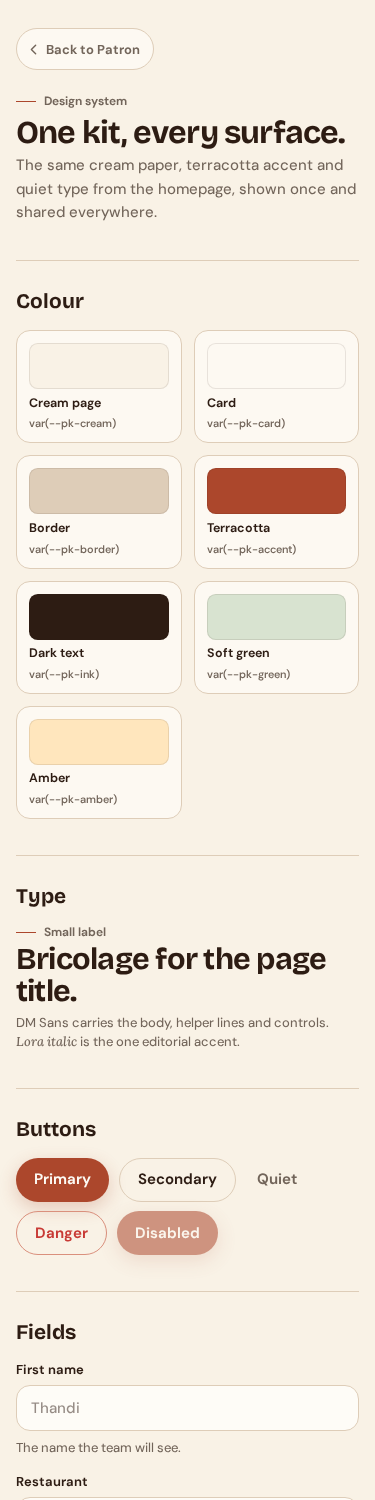 Back to Patron
Design system
One kit, every surface.
The same cream paper, terracotta accent and
quiet type from the homepage, shown once and
shared everywhere.
Colour
Cream page
var(--pk-cream)
Card
var(--pk-card)
Border
var(--pk-border)
Terracotta
var(--pk-accent)
Dark text
var(--pk-ink)
Soft green
var(--pk-green)
Amber
var(--pk-amber)
Type
Small label
Bricolage for the page
title.
DM Sans carries the body, helper lines and controls.
Lora italic is the one editorial accent.
Buttons
Primary
Secondary
Quiet
Danger
Disabled
Fields
First name
Thandi
The name the team will see.
Restaurant